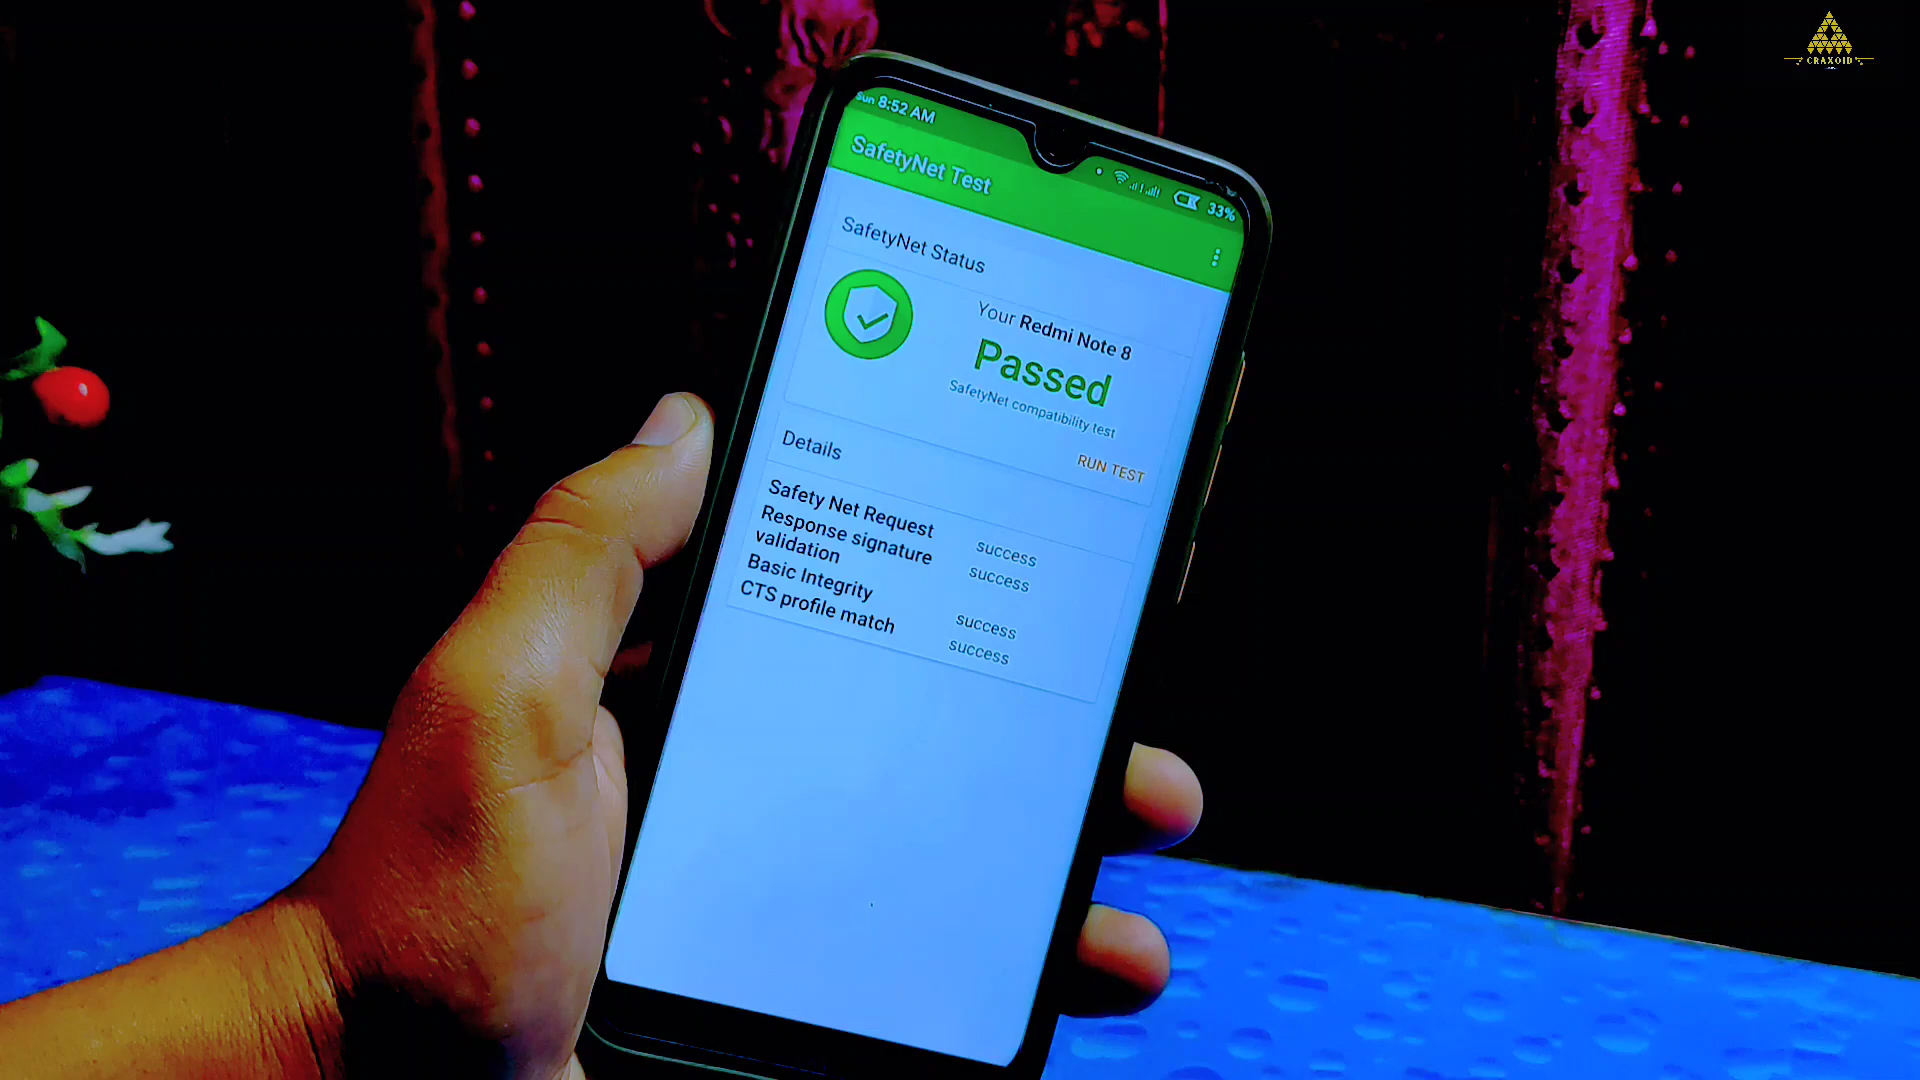 CRAXOID
Sun 8:52 AM
33%
SafetyNet Test
SafetyNet Status
Your Redmi Note 8
Passed
SafetyNet compatibility test
RUN TEST
Details
Safety Net Request success
Response signature success
validation
Basic Integrity success
CTS profile match success